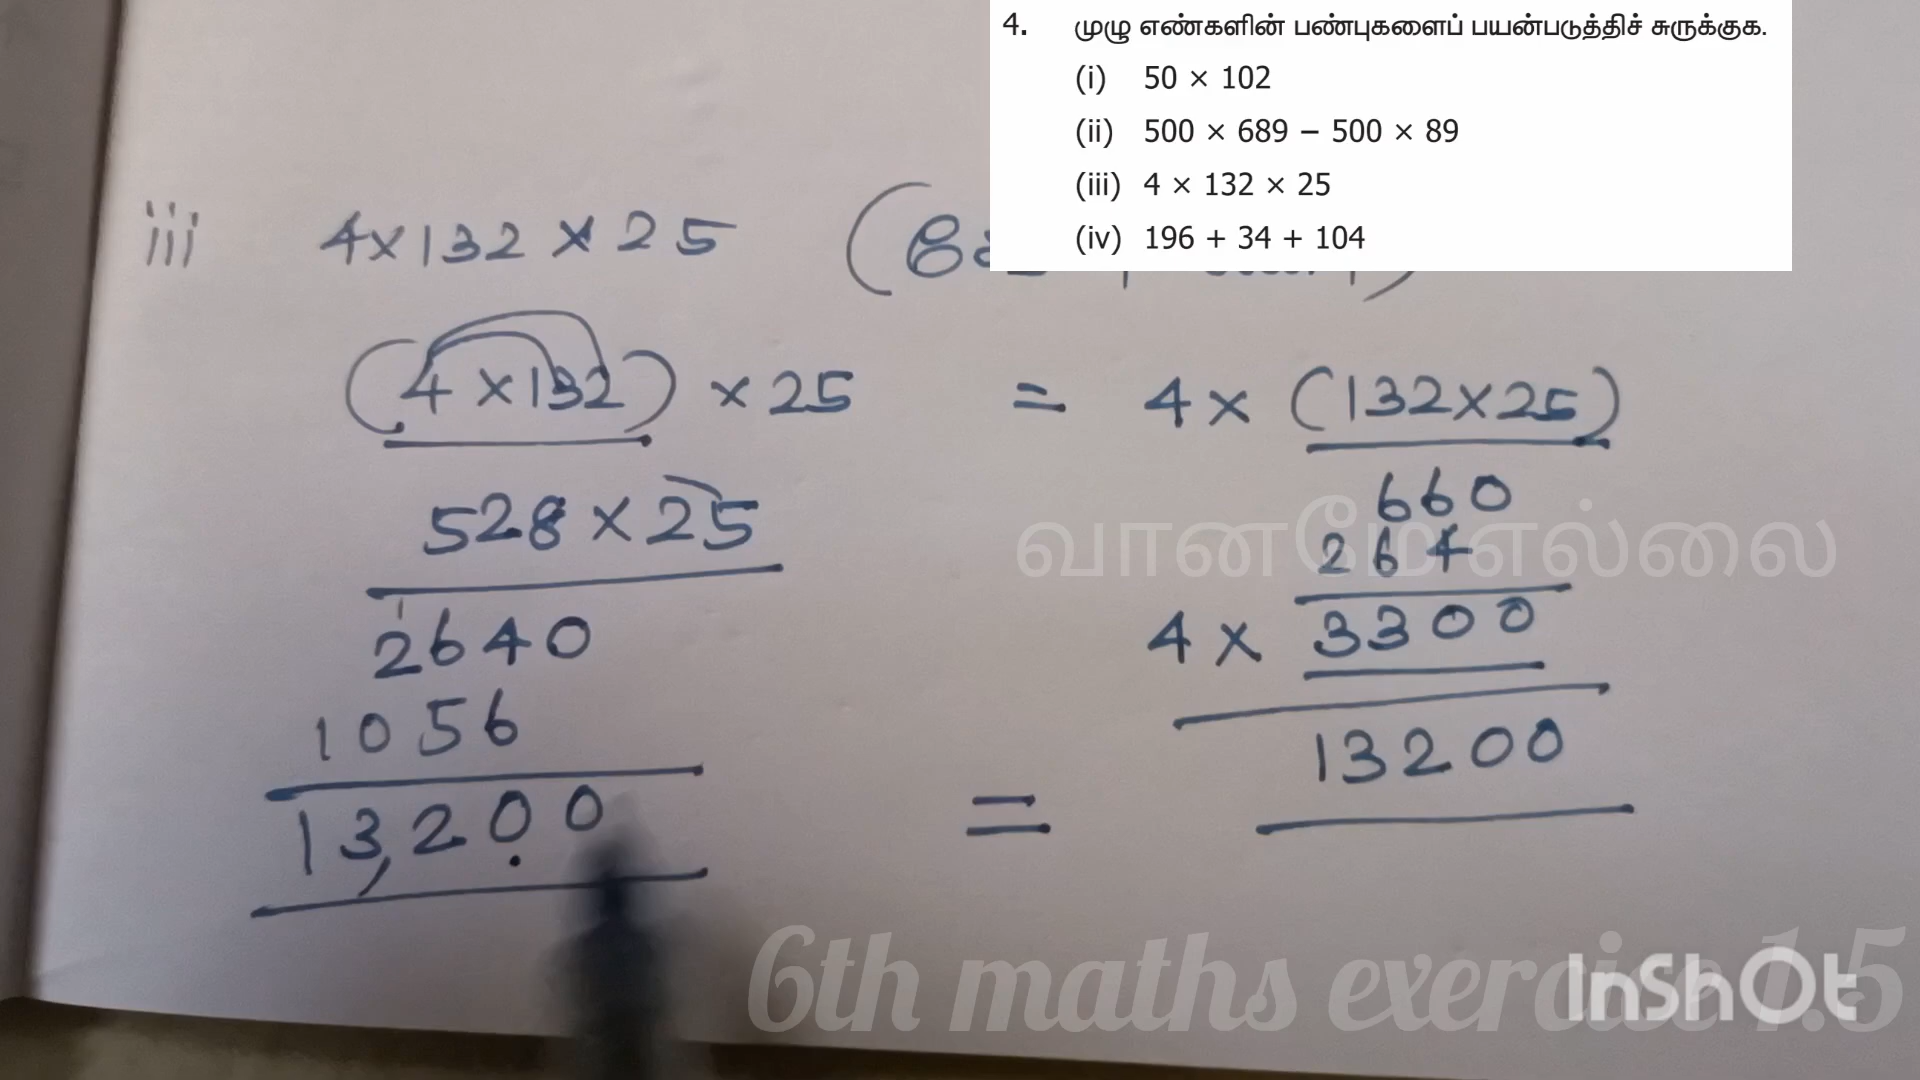 4. முழு எண்களின் பண்புகளைப் பயன்படுத்திச் சுருக்குக.
(i) 50 × 102
(ii) 500 × 689 – 500 × 89
(iii) 4 × 132 × 25
(iv) 196 + 34 + 104
iii 4×132×25
(4×132)×25 = 4×(132×25)
528×25
660
264
2640
4×3300
1056
13,200 = 13200
வானமே எல்லை
6th maths exercise 1.5
InShOt